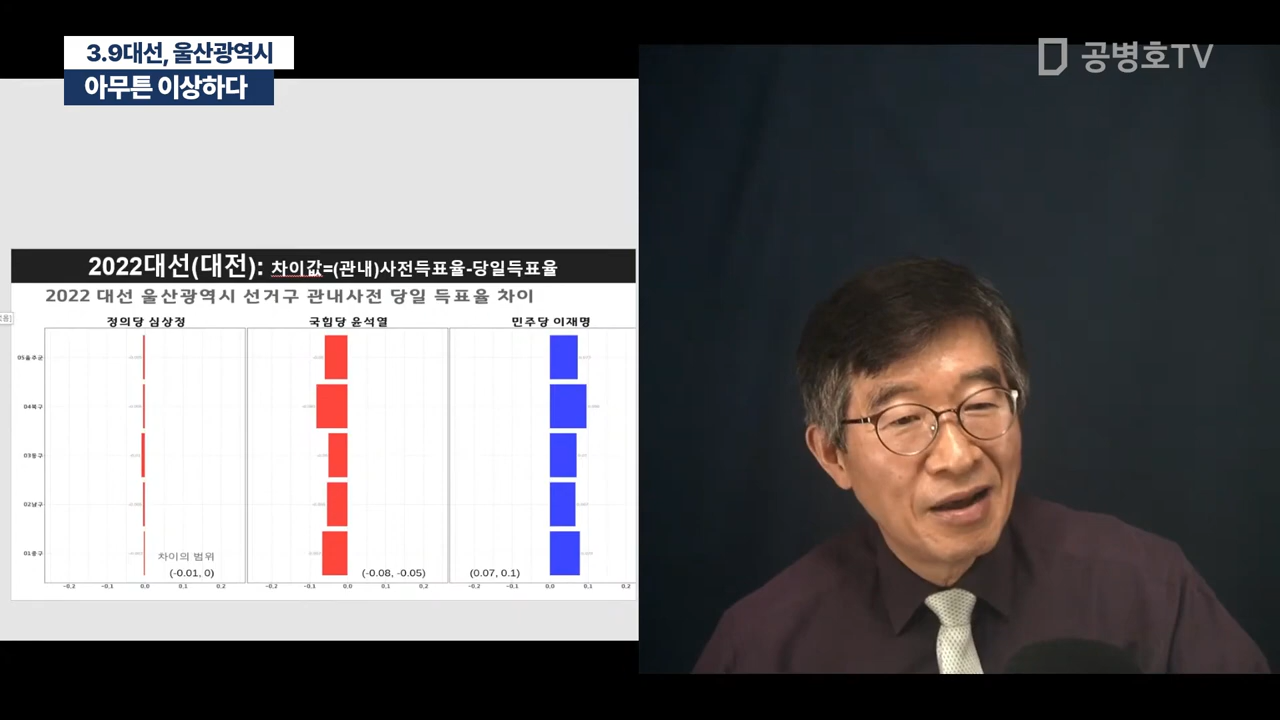 3.9대선, 울산광역시
아무튼 이상하다
공병호TV
2022대선(대전): 차이값=(관내)사전득표율-당일득표율
2022 대선 울산광역시 선거구 관내사전 당일 득표율 차이
정의당 심상정
국힘당 윤석열
민주당 이재명
05울주군
04북구
03동구
02남구
01중구
차이의 범위
(-0.01, 0)
(-0.08, -0.05)
(0.07, 0.1)
-0.2 -0.1 0.0 0.1 0.2
-0.2 -0.1 0.0 0.1 0.2
-0.2 -0.1 0.0 0.1 0.2